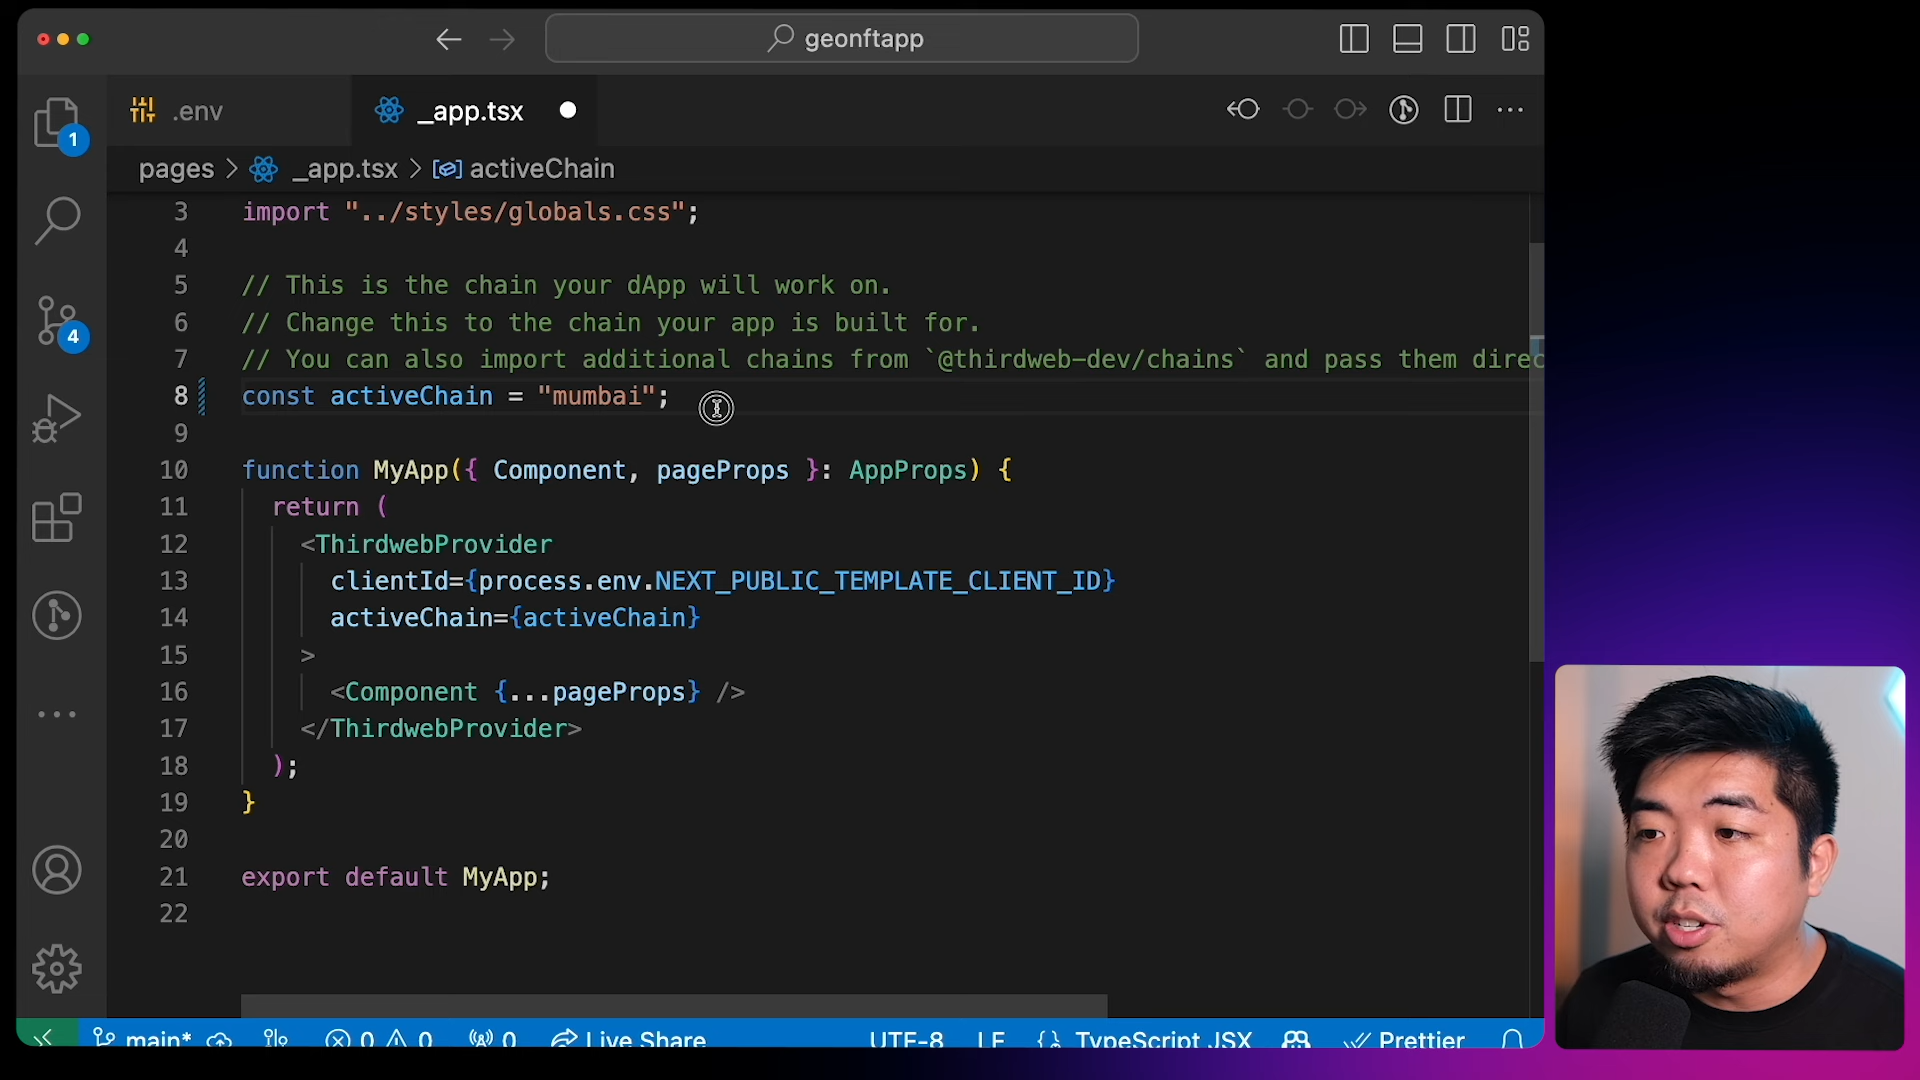 geonftapp
.env
_app.tsx
1
pages > _app.tsx > activeChain
3 import "../styles/globals.css";
4
5 // This is the chain your dApp will work on.
6 // Change this to the chain your app is built for.
7 // You can also import additional chains from `@thirdweb-dev/chains` and pass them direc
8 const activeChain = "mumbai";
4
9
10 function MyApp({ Component, pageProps }: AppProps) {
11 return (
12 <ThirdwebProvider
13 clientId={process.env.NEXT_PUBLIC_TEMPLATE_CLIENT_ID}
14 activeChain={activeChain}
15 >
16 <Component {...pageProps} />
17 </ThirdwebProvider>
18 );
19 }
20
21 export default MyApp;
22
main* 0 0 0 Live Share UTF-8 LF {} TypeScript JSX Prettier